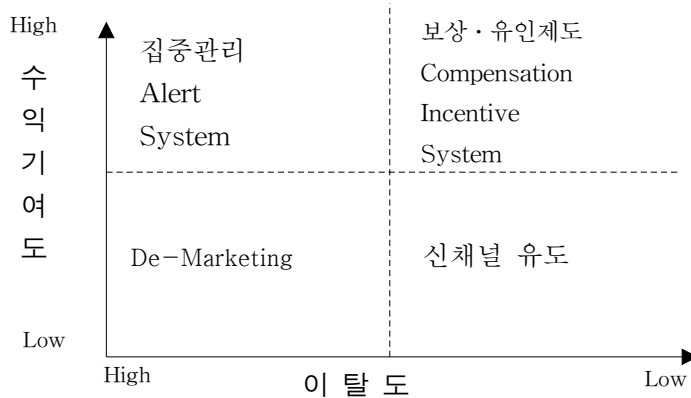 High
수
익
기
여
도
Low
집중관리
Alert
System
보상·유인제도
Compensation
Incentive
System
De-Marketing
신채널 유도
High
이 탈 도
Low